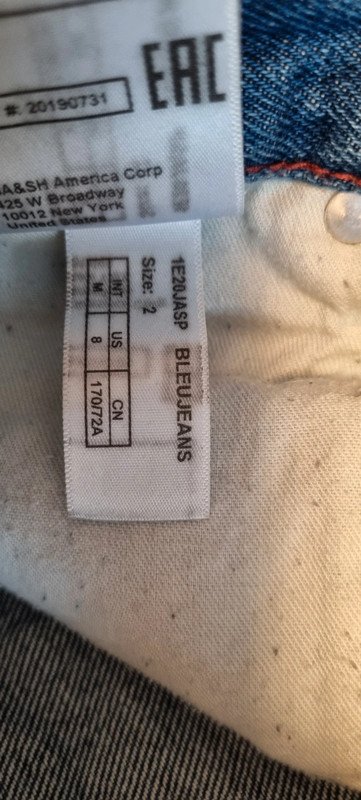 EAC
#: 20190731
A&SH America Corp
425 W Broadway
10012 New York
United States
1E20JASP BLEUJEANS
Size: 2
INT US CN
M 8 170/72A